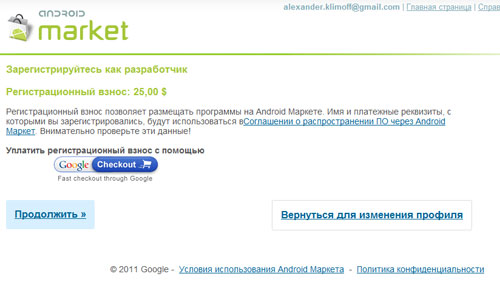 alexander.klimoff@gmail.com | Главная страница | Справ
ANDROID
market
Зарегистрируйтесь как разработчик
Регистрационный взнос: 25,00 $
Регистрационный взнос позволяет размещать программы на Android Маркете. Имя и платежные реквизиты, с
которыми вы зарегистрировались, будут использоваться вСоглашении о распространении ПО через Android
Маркет. Внимательно проверьте эти данные!
Уплатить регистрационный взнос с помощью
Google Checkout
Fast checkout through Google
Продолжить »
Вернуться для изменения профиля
© 2011 Google - Условия использования Android Маркета - Политика конфиденциальности